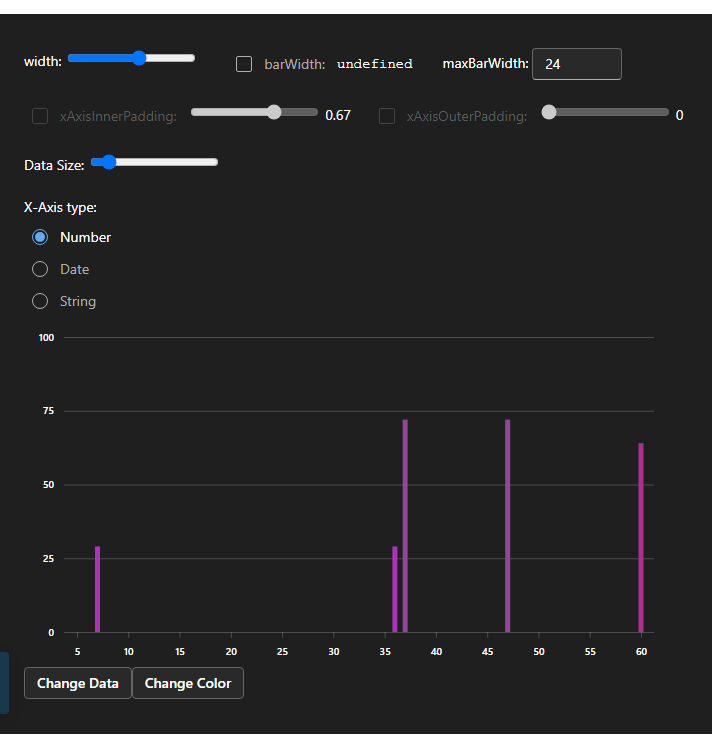 width: barWidth: undefined maxBarWidth: 24
xAxisInnerPadding: 0.67 xAxisOuterPadding: 0
Data Size:
X-Axis type:
Number
Date
String
100
75
50
25
0
5 10 15 20 25 30 35 40 45 50 55 60
Change Data Change Color